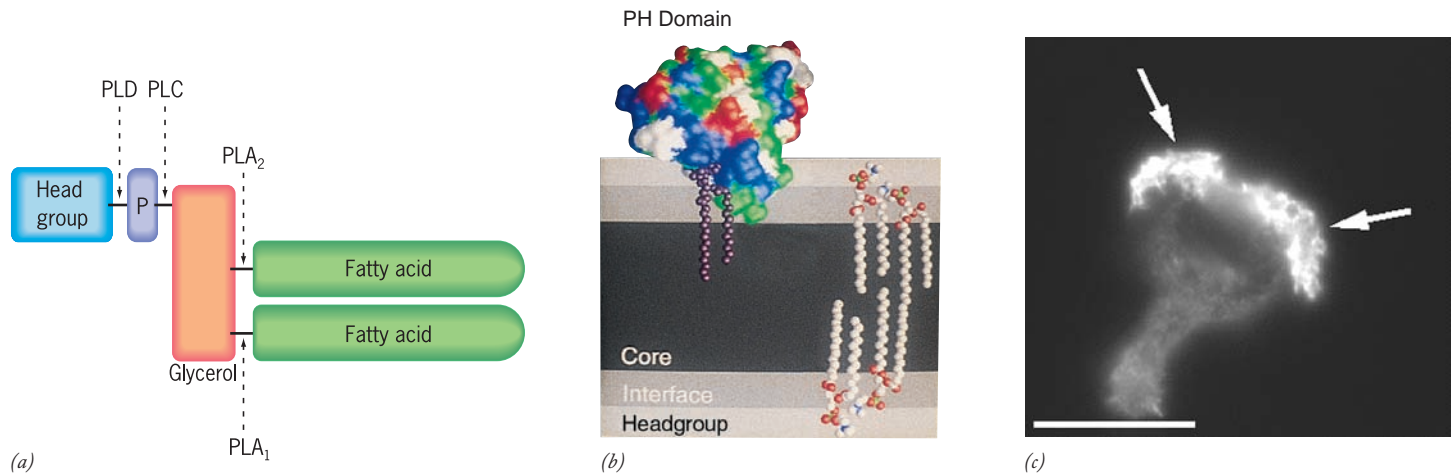 PLD PLC
PLA2
Head
group
P
Fatty acid
Fatty acid
Glycerol
PLA1
(a)
PH Domain
Core
Interface
Headgroup
(b)
(c)